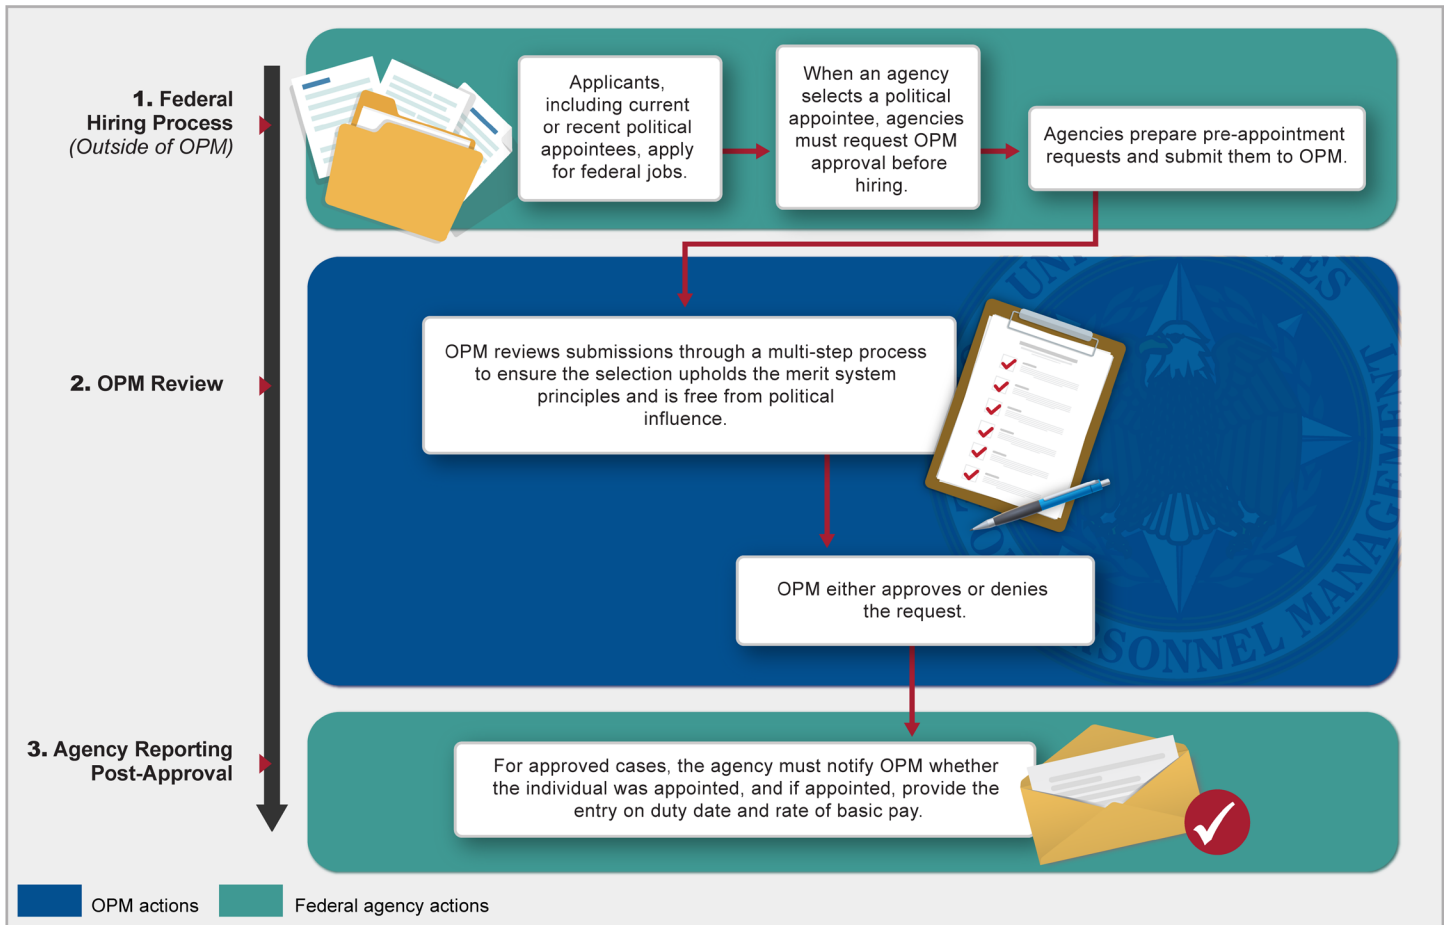 1. Federal
Hiring Process
(Outside of OPM)
Applicants,
including current
or recent political
appointees, apply
for federal jobs.
When an agency
selects a political
appointee, agencies
must request OPM
approval before
hiring.
Agencies prepare pre-appointment
requests and submit them to OPM.
2. OPM Review
OPM reviews submissions through a multi-step process
to ensure the selection upholds the merit system
principles and is free from political
influence.
OPM either approves or denies
the request.
3. Agency Reporting
Post-Approval
For approved cases, the agency must notify OPM whether
the individual was appointed, and if appointed, provide the
entry on duty date and rate of basic pay.
OPM actions
Federal agency actions